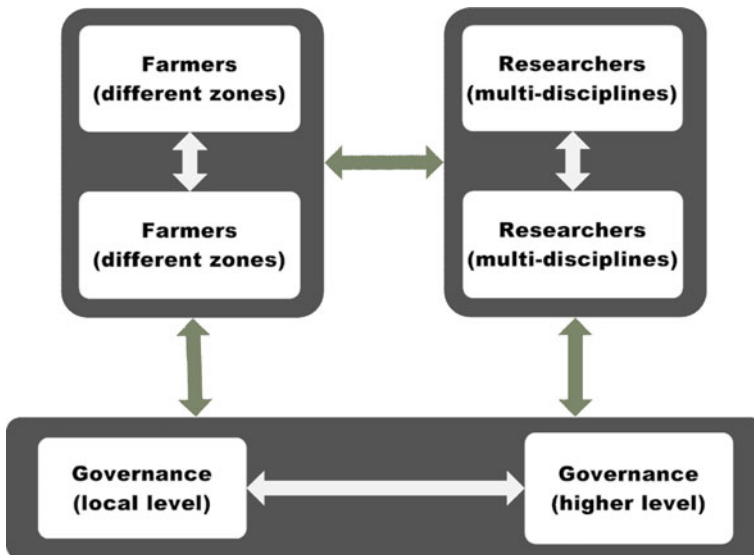 Farmers
(different zones)
Researchers
(multi-disciplines)
Farmers
(different zones)
Researchers
(multi-disciplines)
Governance
(local level)
Governance
(higher level)